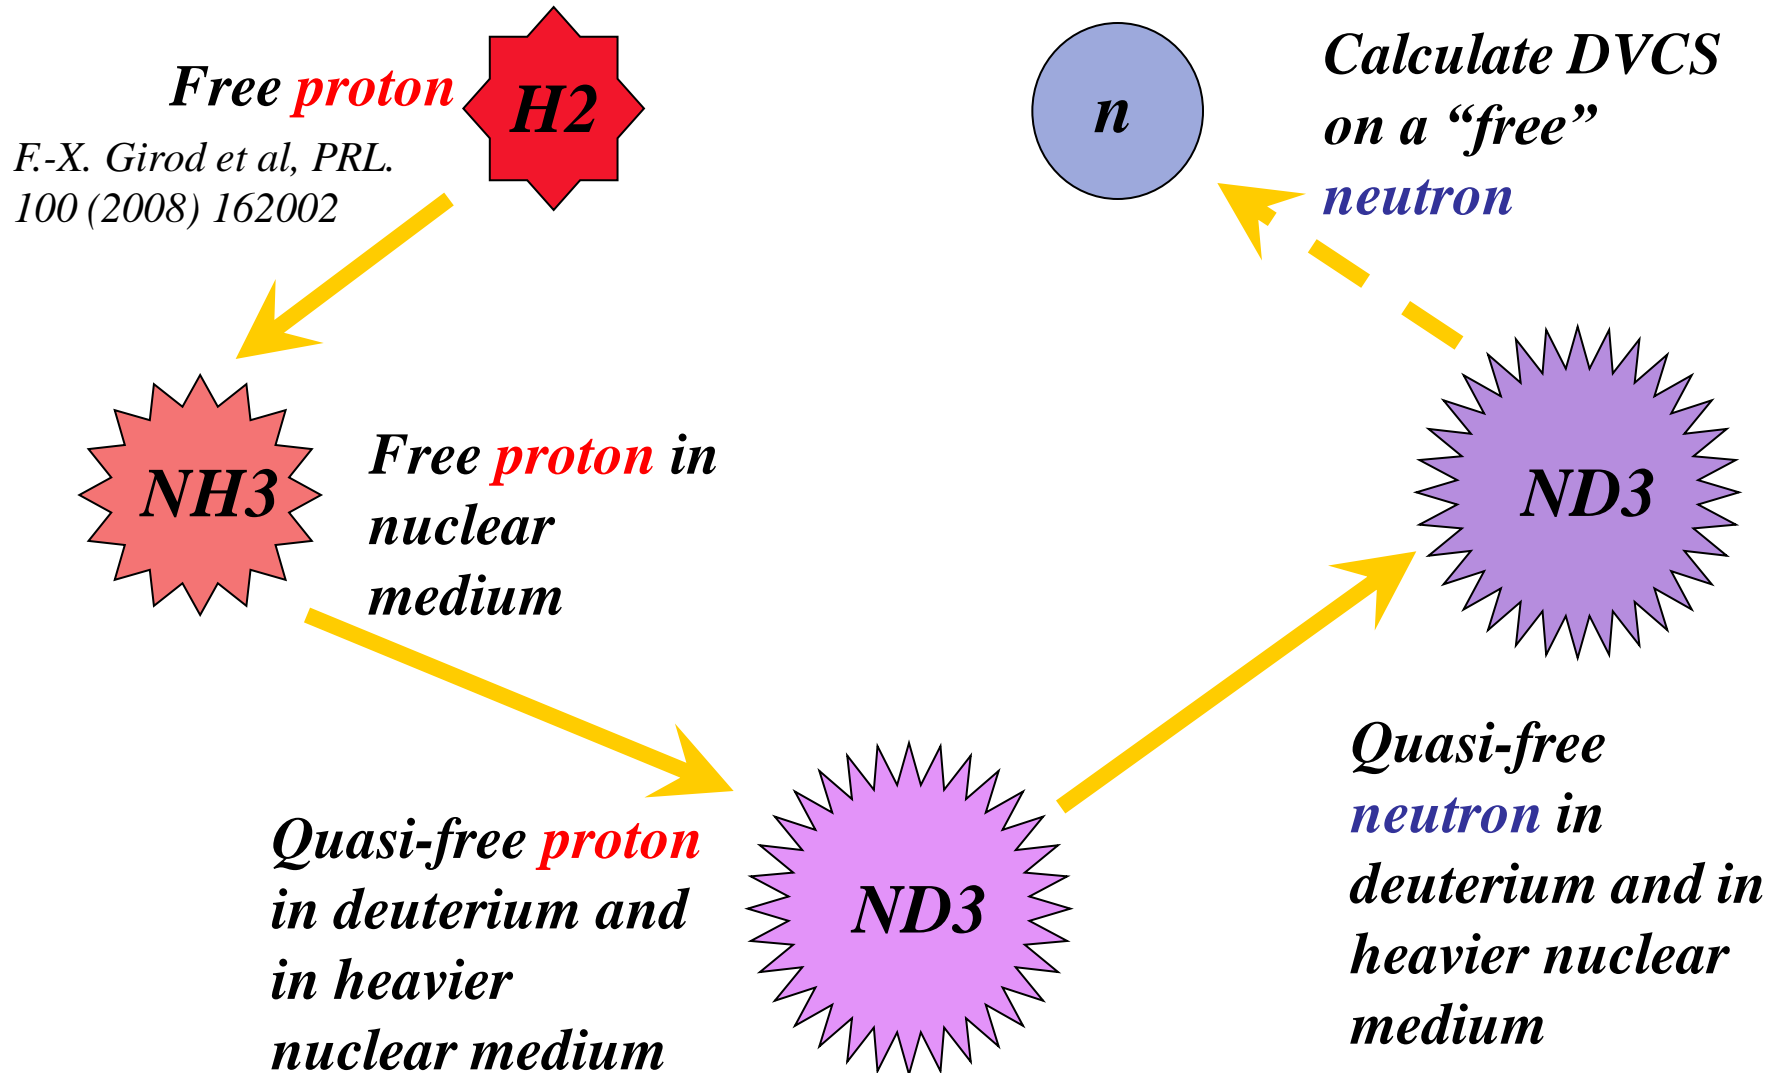 Free proton
H2
F.-X. Girod et al, PRL.
100 (2008) 162002
n
Calculate DVCS
on a “free”
neutron
NH3
Free proton in
nuclear
medium
ND3
Quasi-free proton
in deuterium and
in heavier
nuclear medium
ND3
Quasi-free
neutron in
deuterium and in
heavier nuclear
medium